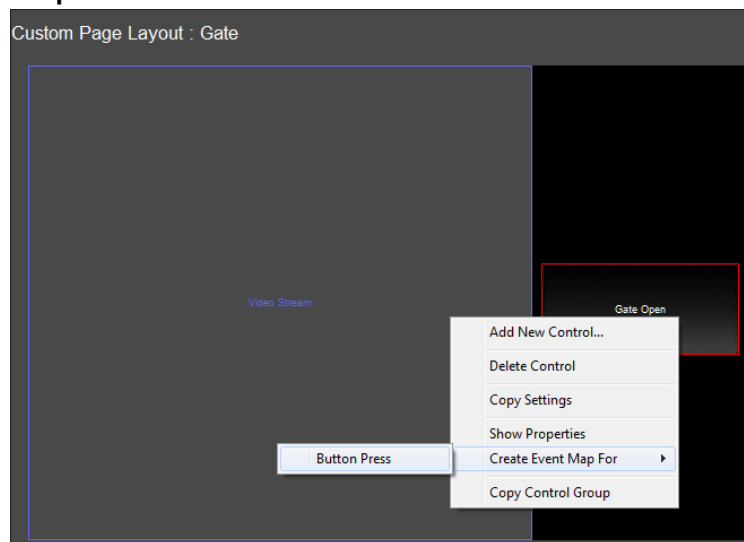 Custom Page Layout : Gate
Video Stream
Gate Open
Add New Control...
Delete Control
Copy Settings
Show Properties
Create Event Map For
Button Press
Copy Control Group